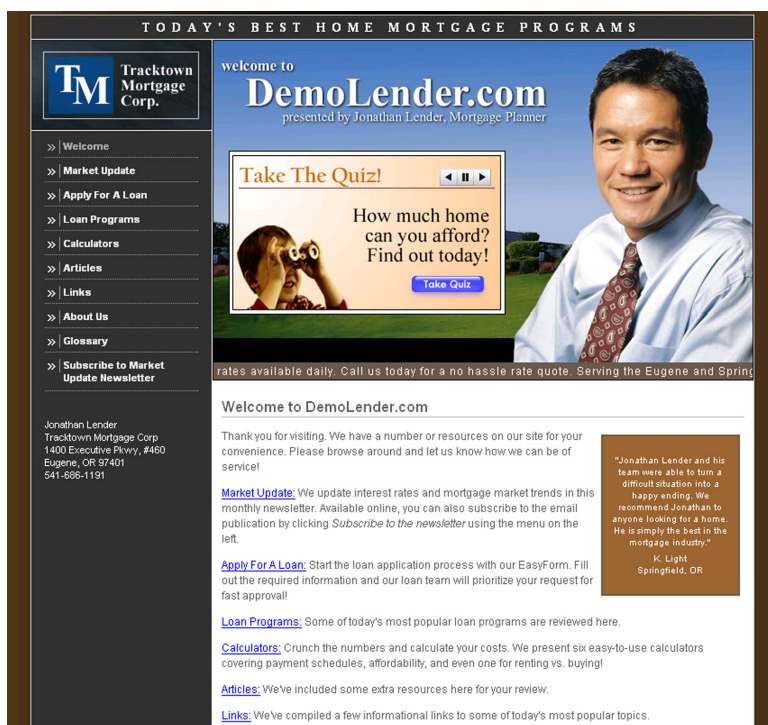 TODAY'S BEST HOME MORTGAGE PROGRAMS
TM
Tracktown
Mortgage
Corp.
welcome to
DemoLender.com
presented by Jonathan Lender, Mortgage Planner
Take The Quiz!
How much home
can you afford?
Find out today!
Take Quiz
» Welcome
» Market Update
» Apply For A Loan
» Loan Programs
» Calculators
» Articles
» Links
» About Us
» Glossary
» Subscribe to Market
Update Newsletter
Jonathan Lender
Tracktown Mortgage Corp
1400 Executive Pkwy, #460
Eugene, OR 97401
541-686-1191
rates available daily. Call us today for a no hassle rate quote. Serving the Eugene and Spring
Welcome to DemoLender.com
Thank you for visiting. We have a number or resources on our site for your
convenience. Please browse around and let us know how we can be of
service!
Market Update: We update interest rates and mortgage market trends in this
monthly newsletter. Available online, you can also subscribe to the email
publication by clicking Subscribe to the newsletter using the menu on the
left.
Apply For A Loan: Start the loan application process with our EasyForm. Fill
out the required information and our loan team will prioritize your request for
fast approval!
Loan Programs: Some of today's most popular loan programs are reviewed here.
Calculators: Crunch the numbers and calculate your costs. We present six easy-to-use calculators
covering payment schedules, affordability, and even one for renting vs. buying!
Articles: We've included some extra resources here for your review.
Links: We've compiled a few informational links to some of today's most popular topics.
"Jonathan Lender and his
team were able to turn a
difficult situation into a
happy ending. We
recommend Jonathan to
anyone looking for a home.
He is simply the best in the
mortgage industry."
K. Light
Springfield, OR